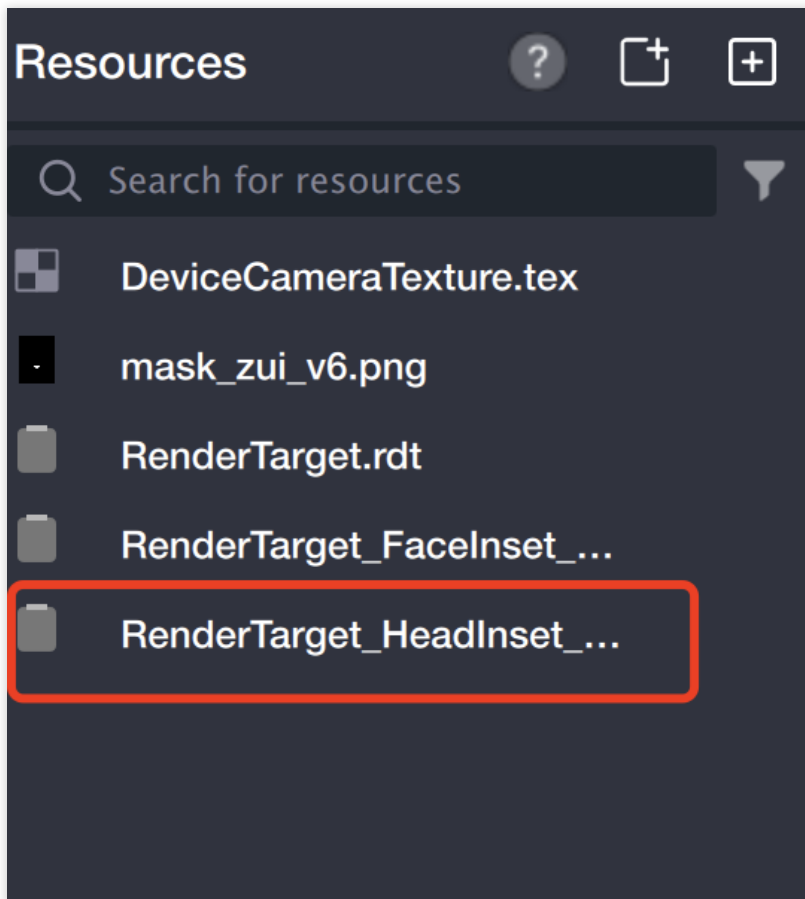 Resources
?
Search for resources
DeviceCameraTexture.tex
mask_zui_v6.png
RenderTarget.rdt
RenderTarget_FaceInset_...
RenderTarget_HeadInset_...